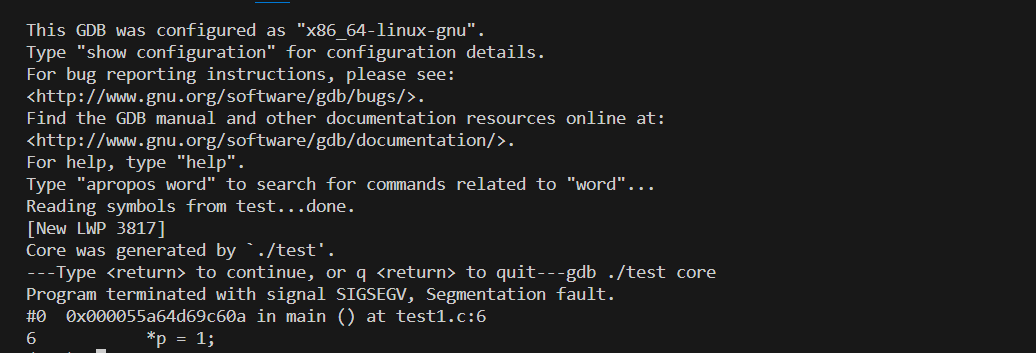 This GDB was configured as "x86_64-linux-gnu".
Type "show configuration" for configuration details.
For bug reporting instructions, please see:
<http://www.gnu.org/software/gdb/bugs/>.
Find the GDB manual and other documentation resources online at:
<http://www.gnu.org/software/gdb/documentation/>.
For help, type "help".
Type "apropos word" to search for commands related to "word"...
Reading symbols from test...done.
[New LWP 3817]
Core was generated by `./test'.
---Type <return> to continue, or q <return> to quit---gdb ./test core
Program terminated with signal SIGSEGV, Segmentation fault.
#0  0x000055a64d69c60a in main () at test1.c:6
6           *p = 1;